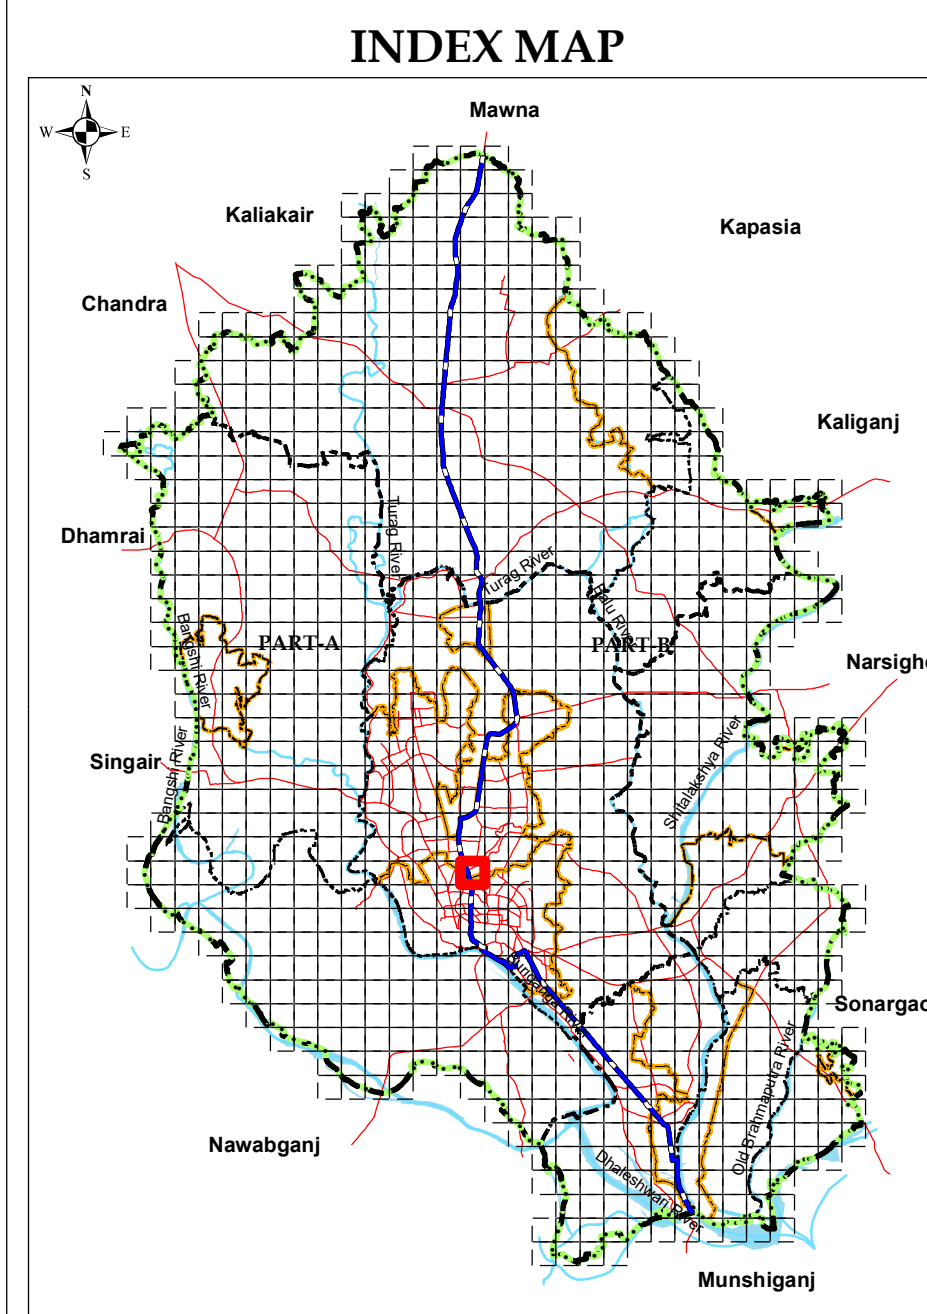 INDEX MAP
N
W
E
S
Mawna
Kaliakair
Kapasia
Chandra
Kaliganj
Dhamrai
Turag River
Turag River
Balu River
Bangshi River
PART-A
PART-B
Narsighd
Shitalakshya River
Singair
Bangshi River
Buriganga River
Sonargao
Old Brahmaputra River
Nawabganj
Dhaleshwari River
Munshiganj